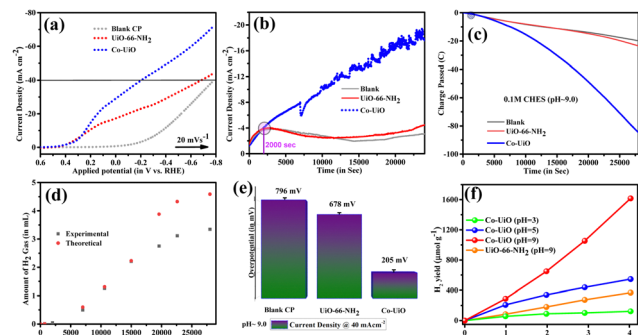 (a)
Blank CP
UiO-66-NH2
Co-UiO
20 mVs-1
Current Density (mA cm-2)
-80
-60
-40
-20
0
0.6 0.4 0.2 0.0 -0.2 -0.4 -0.6 -0.8
Applied potential (in V vs. RHE)
(b)
Blank
UiO-66-NH2
Co-UiO
2000 sec
Current Density (mA cm-2)
-20
-16
-12
-8
-4
0
0 5000 10000 15000 20000
Time (in Sec)
(c)
0.1M CHES (pH~9.0)
Blank
UiO-66-NH2
Co-UiO
Charge Passed (C)
0
-20
-40
-60
-80
-100
0 5000 10000 15000 20000
Time (in Sec)
(d)
Experimental
Theoretical
Amount of H2 Gas (in mL)
5
4
3
2
1
0
0 5000 10000 15000 20000 25000
Time (in Sec)
(e)
796 mV
678 mV
205 mV
Overpotential (in mV)
Blank CP UiO-66-NH2 Co-UiO
pH~ 9.0 Current Density @ 40 mAcm-2
(f)
Co-UiO (pH=3)
Co-UiO (pH=5)
Co-UiO (pH=9)
UiO-66-NH2 (pH=9)
H2 yield (μmol g-1)
1600
1200
800
400
0
0 1 2 3 4
Time (h)